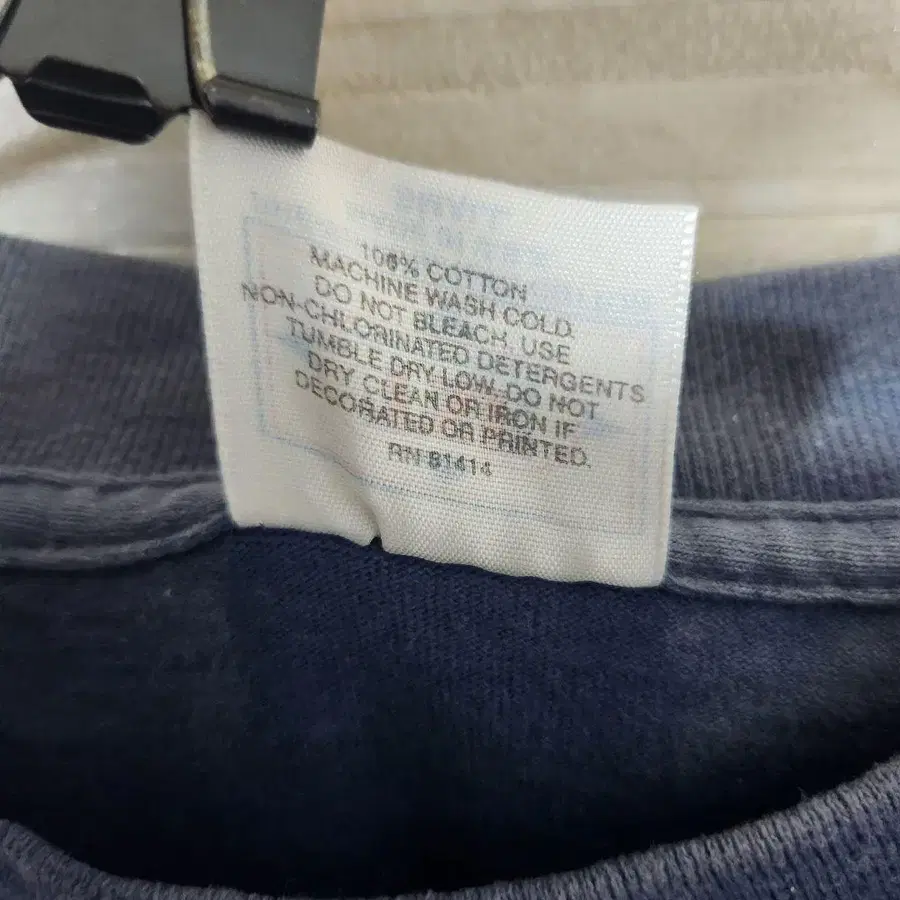 100% COTTON
MACHINE WASH COLD.
DO NOT BLEACH, USE
NON-CHLORINATED DETERGENTS
TUMBLE DRY LOW. DO NOT
DRY CLEAN OR IRON IF
DECORATED OR PRINTED.
RN 81414